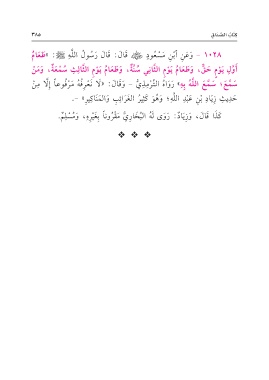 كتاب الصداق ٣٨٥
١٠٢٨ - وَعَنِ ابْنِ مَسْعُودٍ ﷺ، قَالَ: قَالَ رَسُولُ اللَّهِ ﷺ: «طَعَامُ
أَوَّلِ يَوْمٍ حَقٌّ، وَطَعَامُ يَوْمِ الثَّانِي سُنَّةٌ، وَطَعَامُ يَوْمِ الثَّالِثِ سُمْعَةٌ، وَمَنْ
سَمَّعَ؛ سَمَّعَ اللَّهُ بِهِ» رَوَاهُ التِّرْمِذِيُّ - وَقَالَ: «لَا نَعْرِفُهُ مَرْفُوعاً إِلَّا مِنْ
حَدِيثِ زِيَادِ بْنِ عَبْدِ اللَّهِ؛ وَهُوَ كَثِيرُ الْغَرَائِبِ وَالْمَنَاكِيرِ» -.
كَذَا قَالَ، وَزِيَادٌ: رَوَى لَهُ الْبُخَارِيُّ مَقْرُوناً بِغَيْرِهِ، وَمُسْلِمٌ.